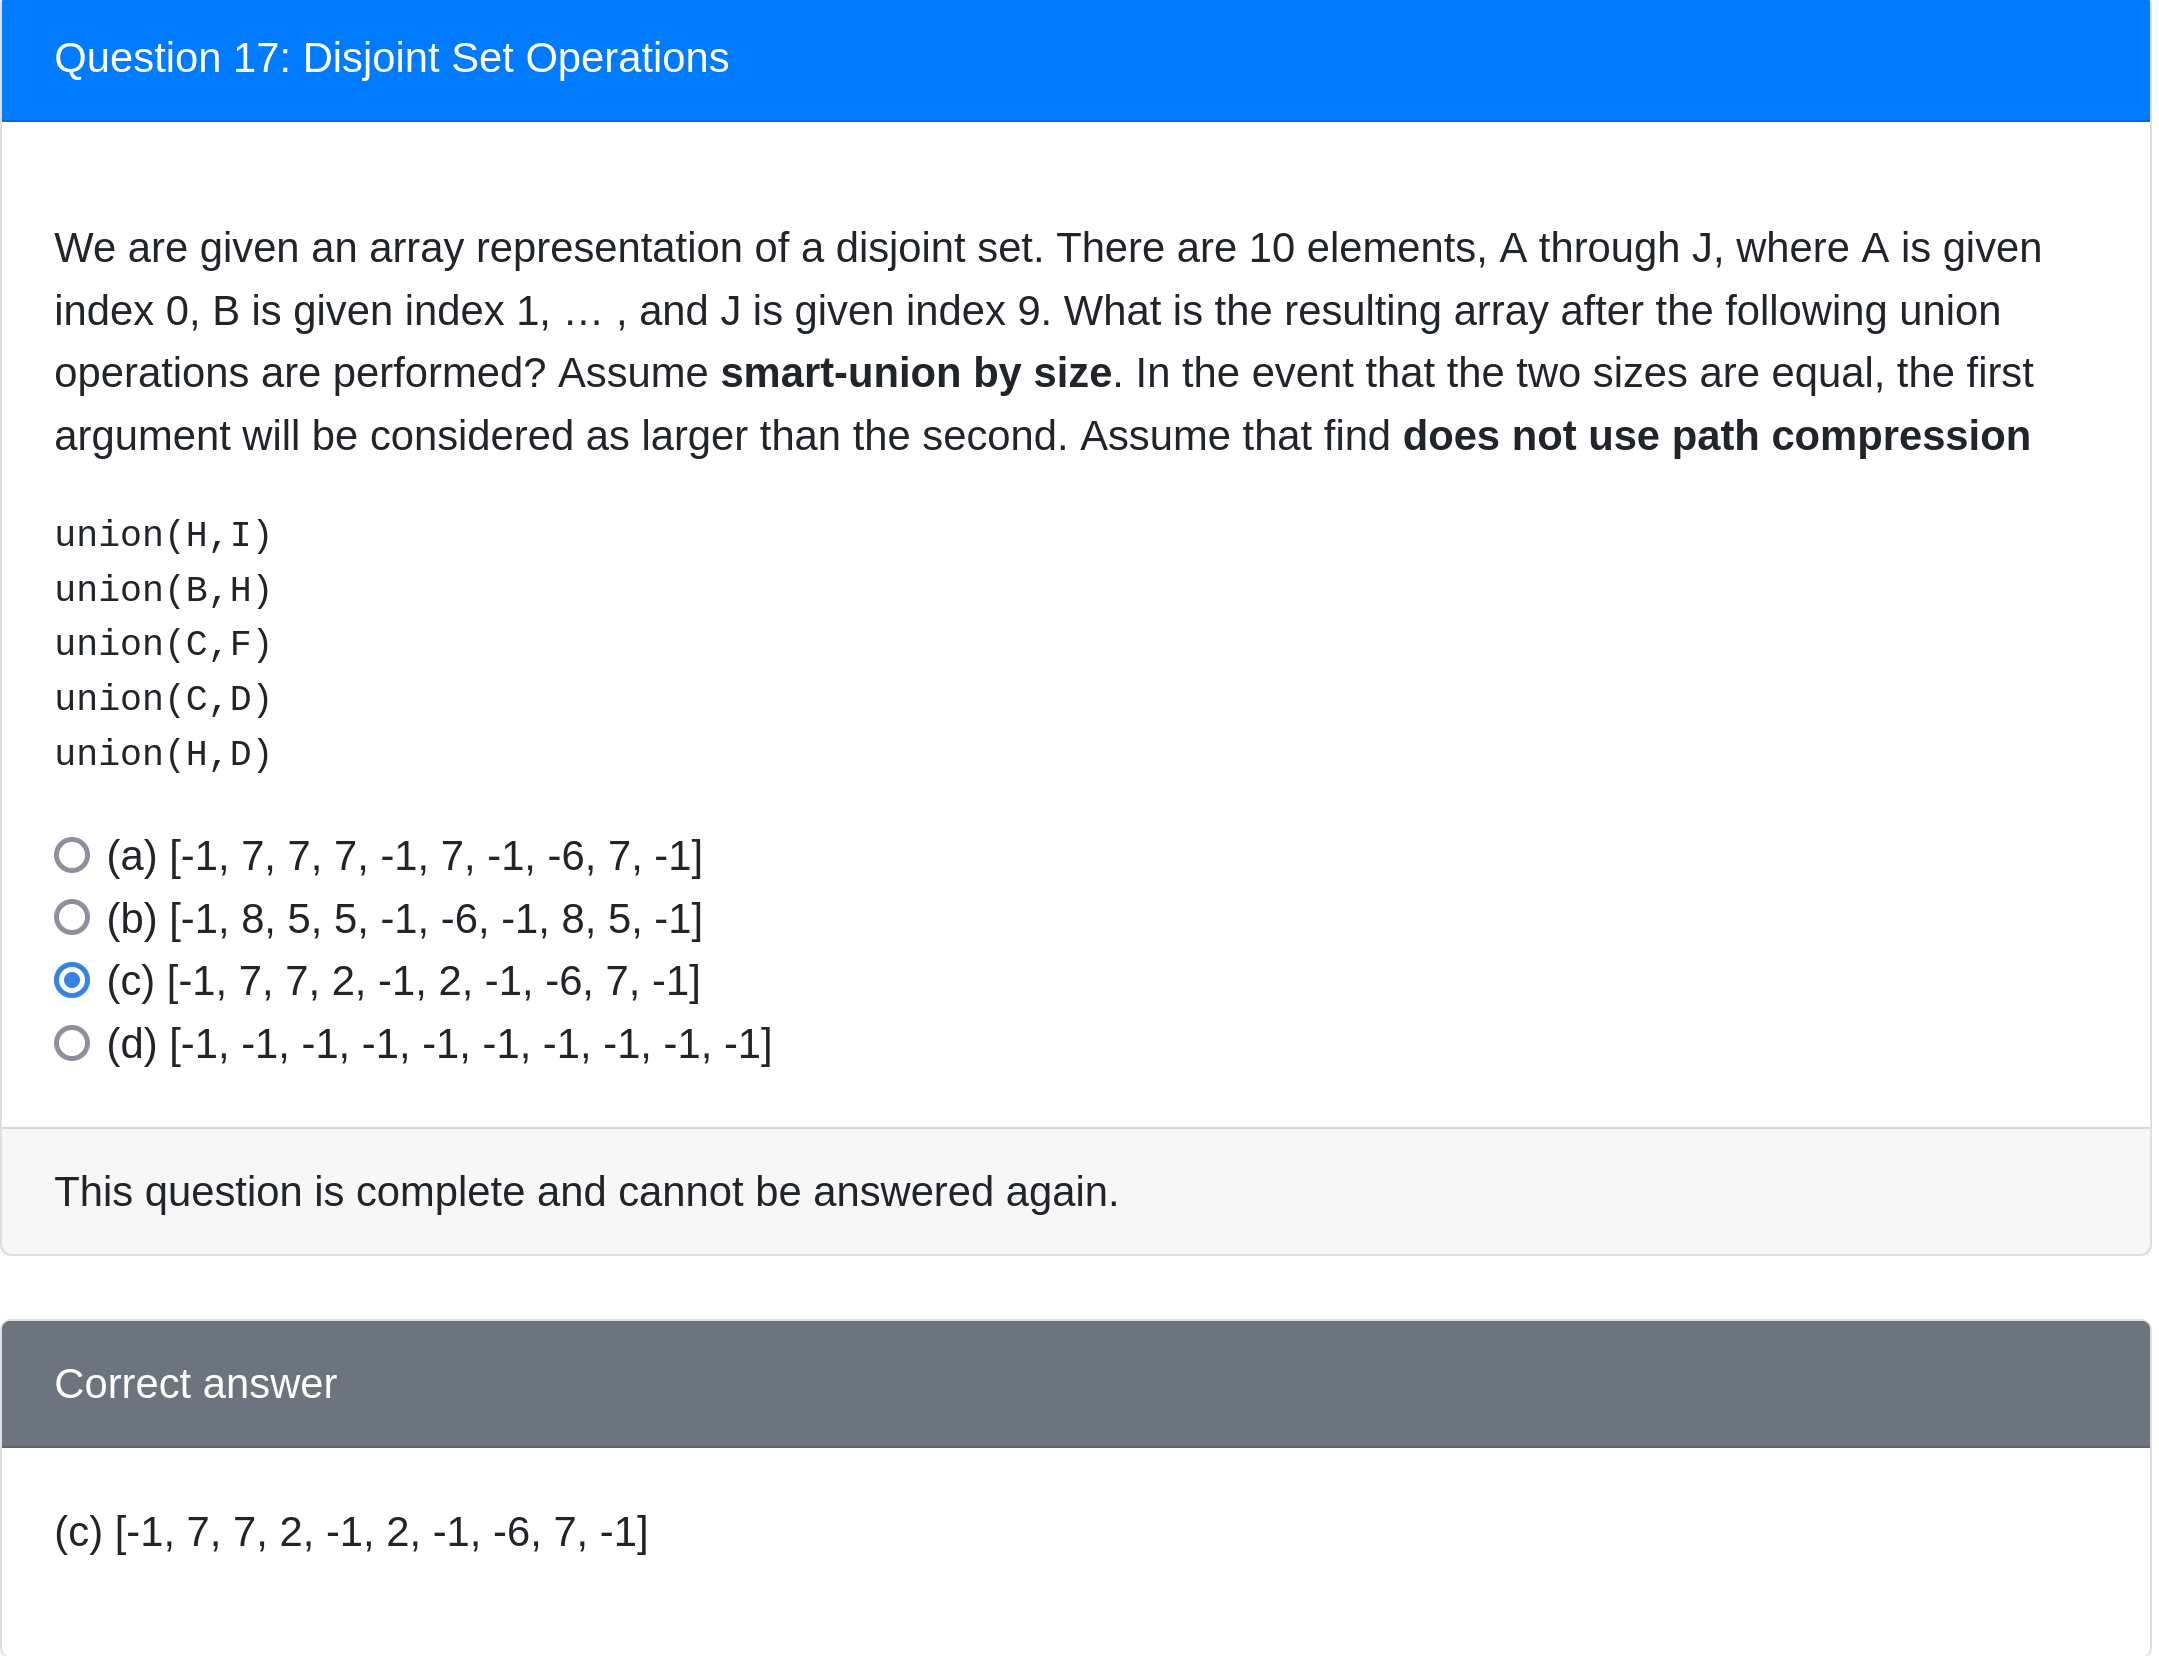 Question 17: Disjoint Set Operations
We are given an array representation of a disjoint set. There are 10 elements, A through J, where A is given
index 0, B is given index 1, … , and J is given index 9. What is the resulting array after the following union
operations are performed? Assume smart-union by size. In the event that the two sizes are equal, the first
argument will be considered as larger than the second. Assume that find does not use path compression
union(H,I)
union(B,H)
union(C,F)
union(C,D)
union(H,D)
(a) [-1, 7, 7, 7, -1, 7, -1, -6, 7, -1]
(b) [-1, 8, 5, 5, -1, -6, -1, 8, 5, -1]
(c) [-1, 7, 7, 2, -1, 2, -1, -6, 7, -1]
(d) [-1, -1, -1, -1, -1, -1, -1, -1, -1, -1]
This question is complete and cannot be answered again.
Correct answer
(c) [-1, 7, 7, 2, -1, 2, -1, -6, 7, -1]